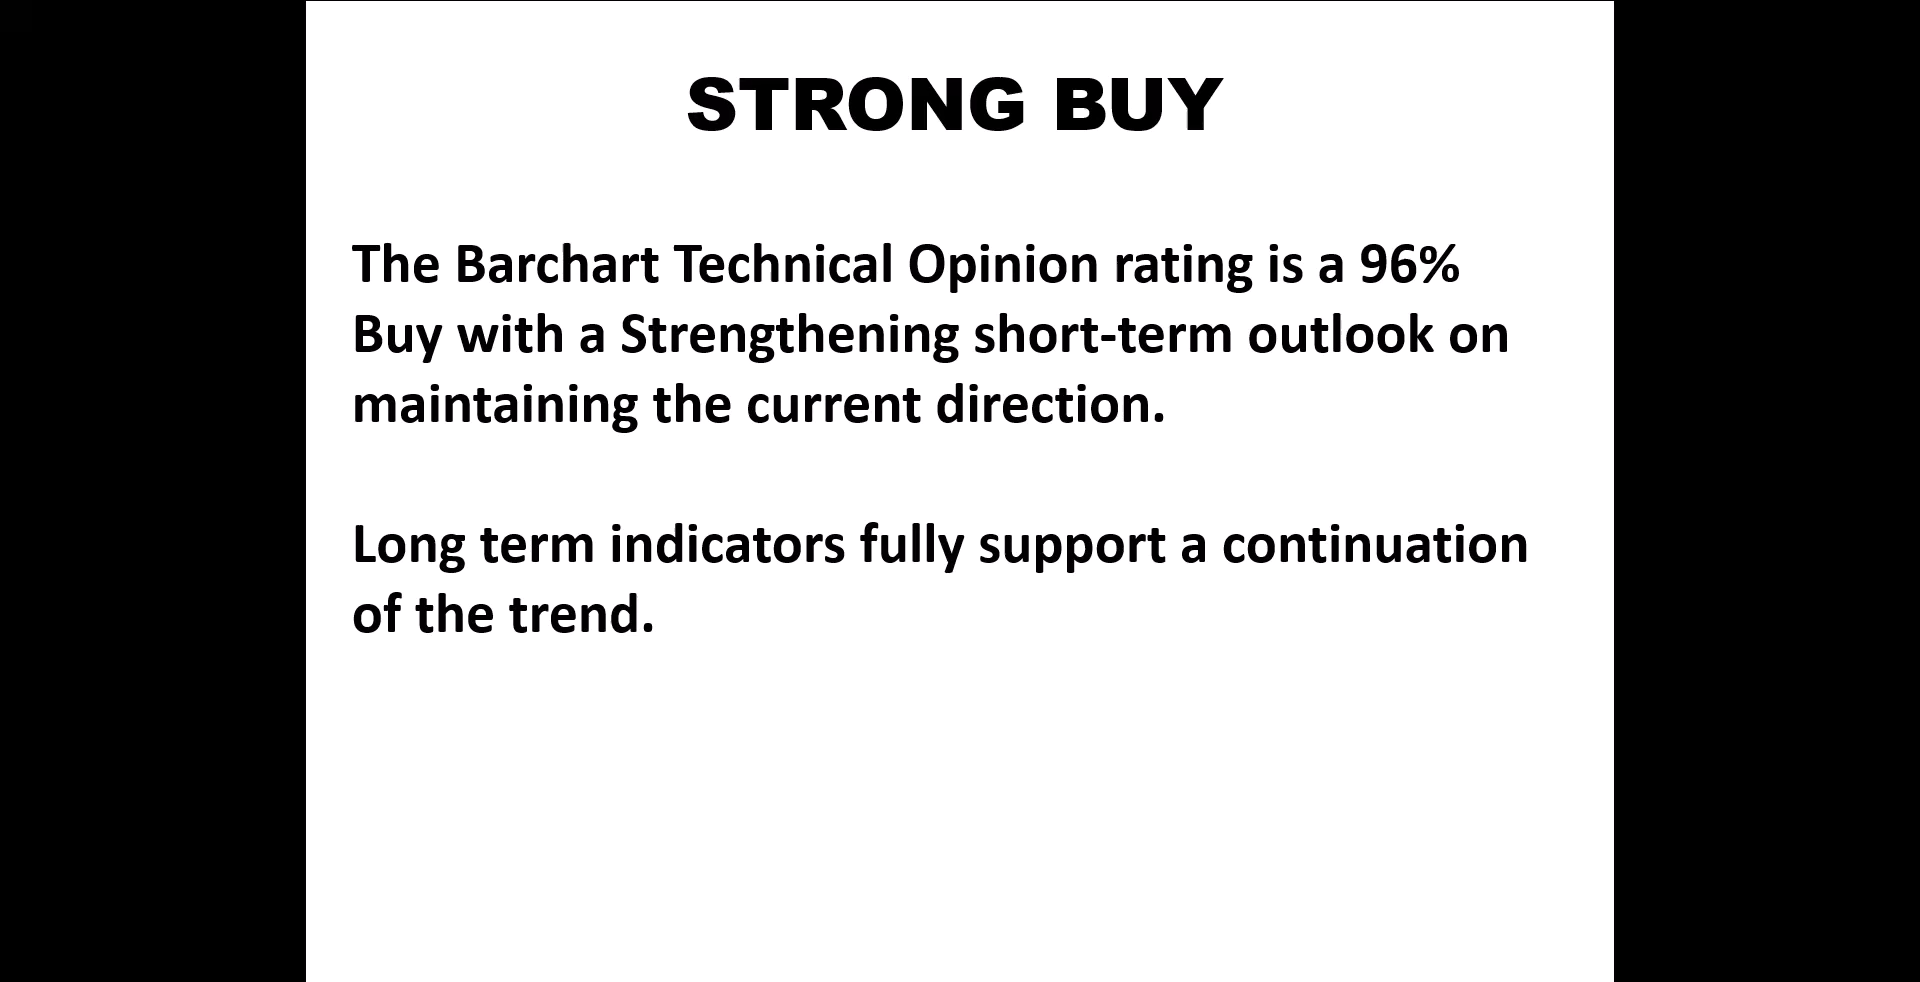 STRONG BUY
The Barchart Technical Opinion rating is a 96%
Buy with a Strengthening short-term outlook on
maintaining the current direction.
Long term indicators fully support a continuation
of the trend.